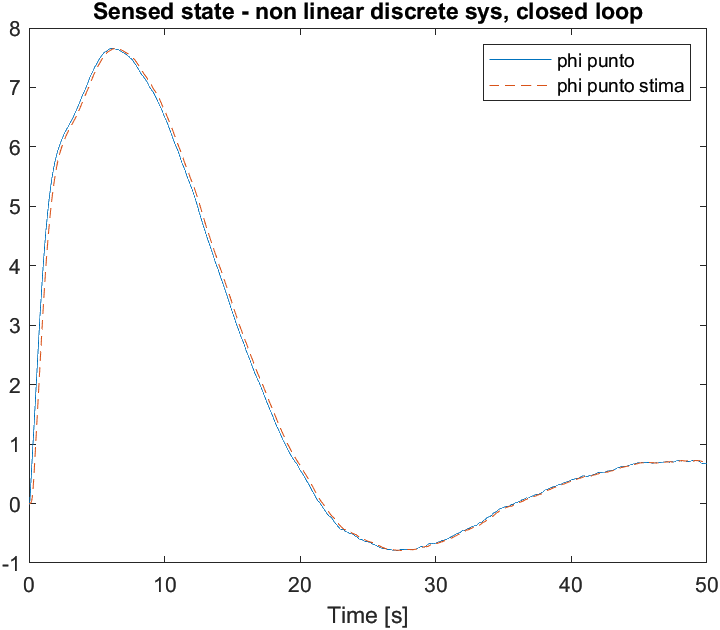 Sensed state - non linear discrete sys, closed loop
phi punto
phi punto stima
8
7
6
5
4
3
2
1
0
-1
0 10 20 30 40 50
Time [s]